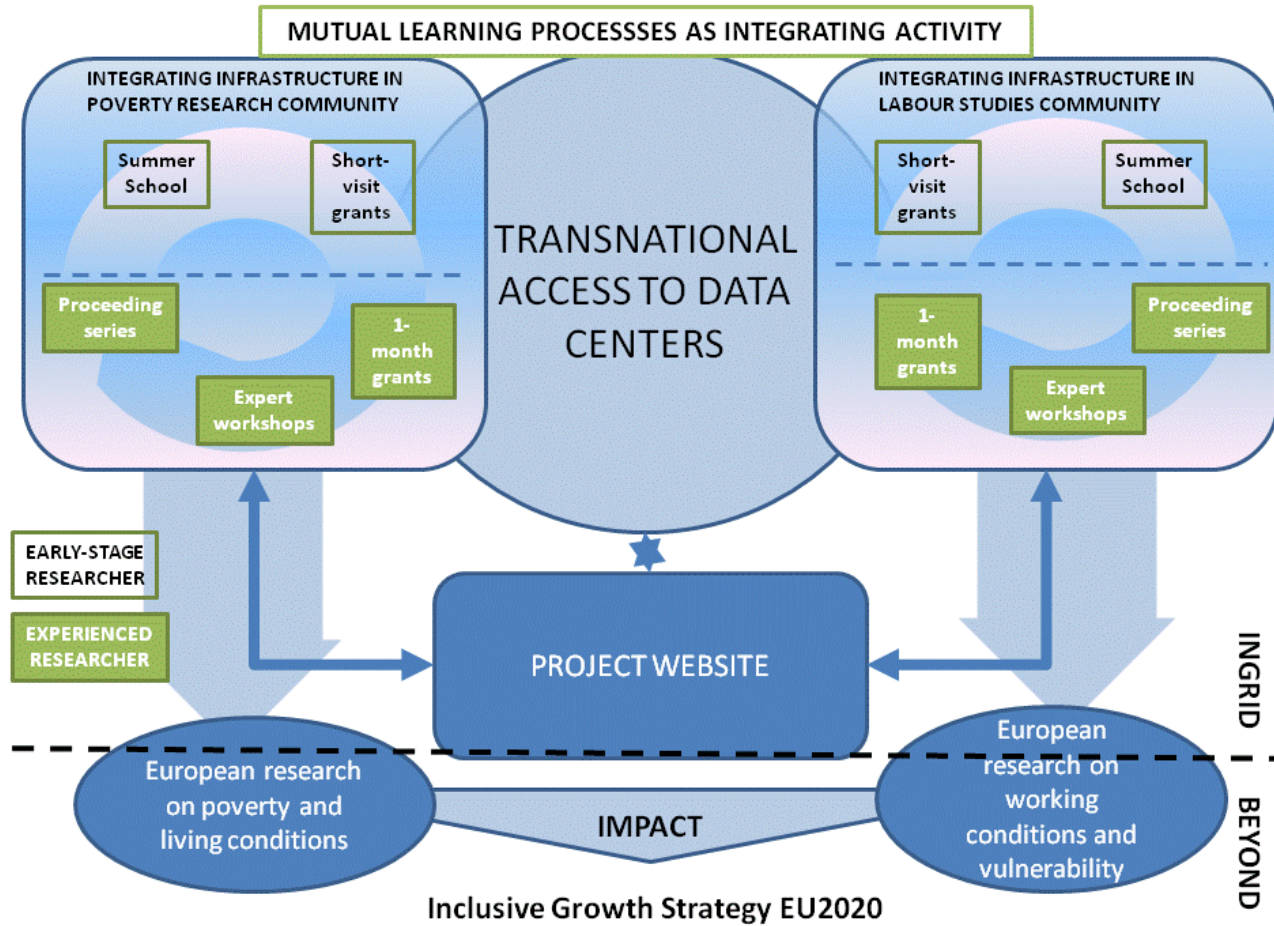 MUTUAL LEARNING PROCESSSES AS INTEGRATING ACTIVITY
INTEGRATING INFRASTRUCTURE IN
POVERTY RESEARCH COMMUNITY
Summer
School
Short-
visit
grants
Proceeding
series
1-
month
grants
Expert
workshops
TRANSNATIONAL
ACCESS TO DATA
CENTERS
INTEGRATING INFRASTRUCTURE IN
LABOUR STUDIES COMMUNITY
Short-
visit
grants
Summer
School
1-
month
grants
Proceeding
series
Expert
workshops
EARLY-STAGE
RESEARCHER
EXPERIENCED
RESEARCHER
PROJECT WEBSITE
INGRID
European research
on poverty and
living conditions
IMPACT
European
research on
working
conditions and
vulnerability
BEYOND
Inclusive Growth Strategy EU2020